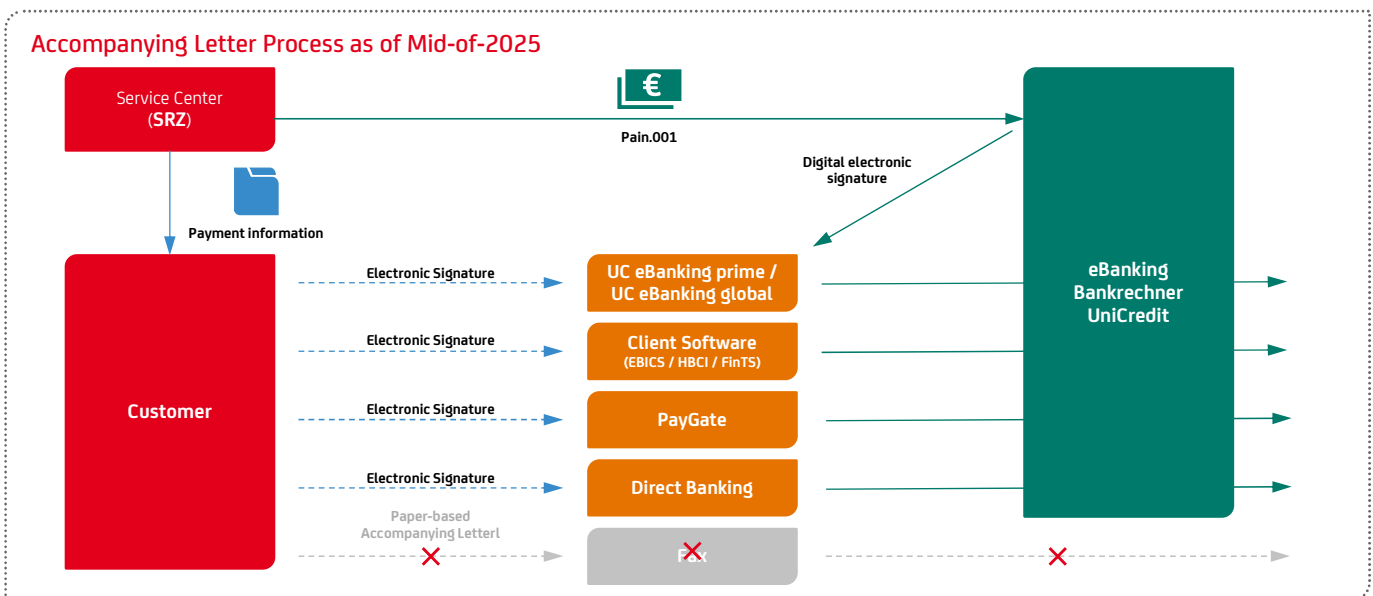 Accompanying Letter Process as of Mid-of-2025
Service Center
(SRZ)
€
Pain.001
Digital electronic
signature
Payment information
Customer
Electronic Signature
UC eBanking prime /
UC eBanking global
eBanking
Bankrechner
UniCredit
Electronic Signature
Client Software
(EBICS / HBCI / FinTS)
Electronic Signature
PayGate
Electronic Signature
Direct Banking
Paper-based
Accompanying Letterl
Fax